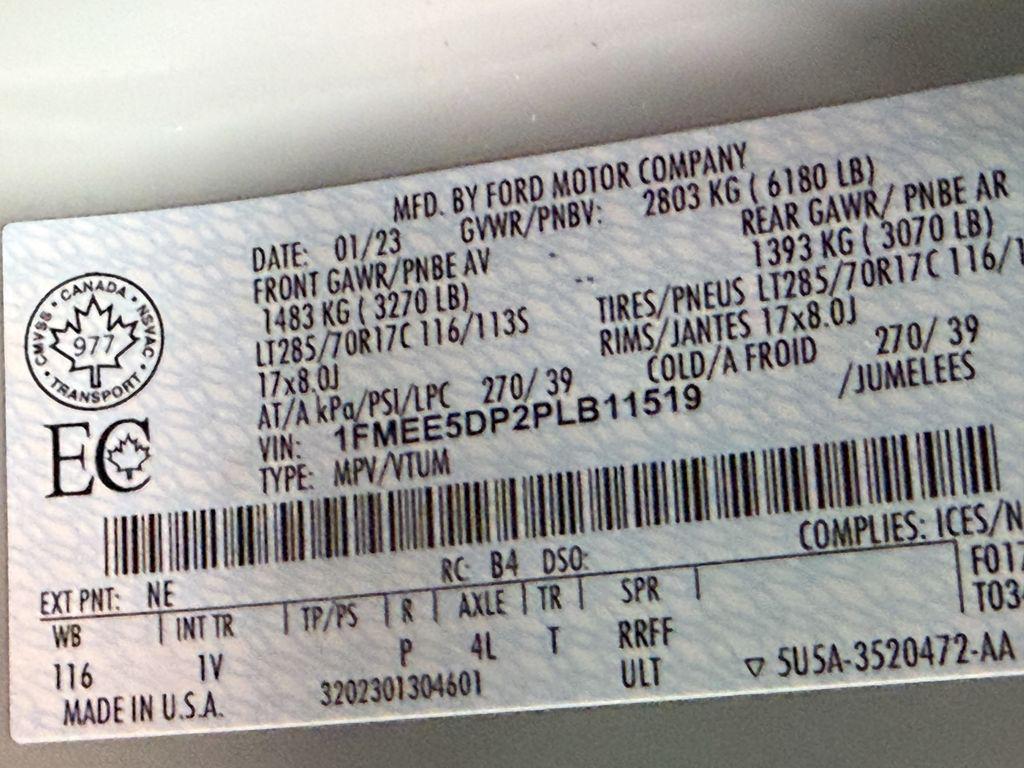 MFD. BY FORD MOTOR COMPANY
DATE: 01/23 GVWR/PNBV: 2803 KG ( 6180 LB)
FRONT GAWR/PNBE AV REAR GAWR/ PNBE AR
1483 KG ( 3270 LB) 1393 KG ( 3070 LB)
LT285/70R17C 116/113S TIRES/PNEUS LT285/70R17C 116/1
17x8.0J RIMS/JANTES 17x8.0J
AT/A kPa/PSI/LPC 270/ 39 COLD/A FROID 270/ 39
VIN: 1FMEE5DP2PLB11519 /JUMELEES
TYPE: MPV/VTUM
CANADA
CMVSS NSVAC
977
TRANSPORT
EC
COMPLIES: ICES/N
EXT PNT: NE RC: B4 DSO:
WB INT TR TP/PS R AXLE TR SPR
116 1V P 4L T RRFF
F017
T034
MADE IN U.S.A. 3202301304601 ULT ▽ 5U5A-3520472-AA